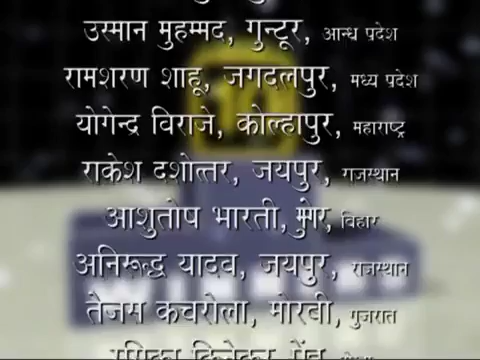 उस्मान मुहम्मद, गुन्टूर, आन्ध प्रदेश
रामशरण शाहू, जगदलपुर, मध्य प्रदेश
योगेन्द्र विराजे, कोल्हापुर, महाराष्ट्र
राकेश दशोत्तर, जयपुर, राजस्थान
आशुतोष भारती, मुंगेर, विहार
अनिरूद्ध यादव, जयपुर, राजस्थान
तेजस कचरोला, मोरवी, गुजरात